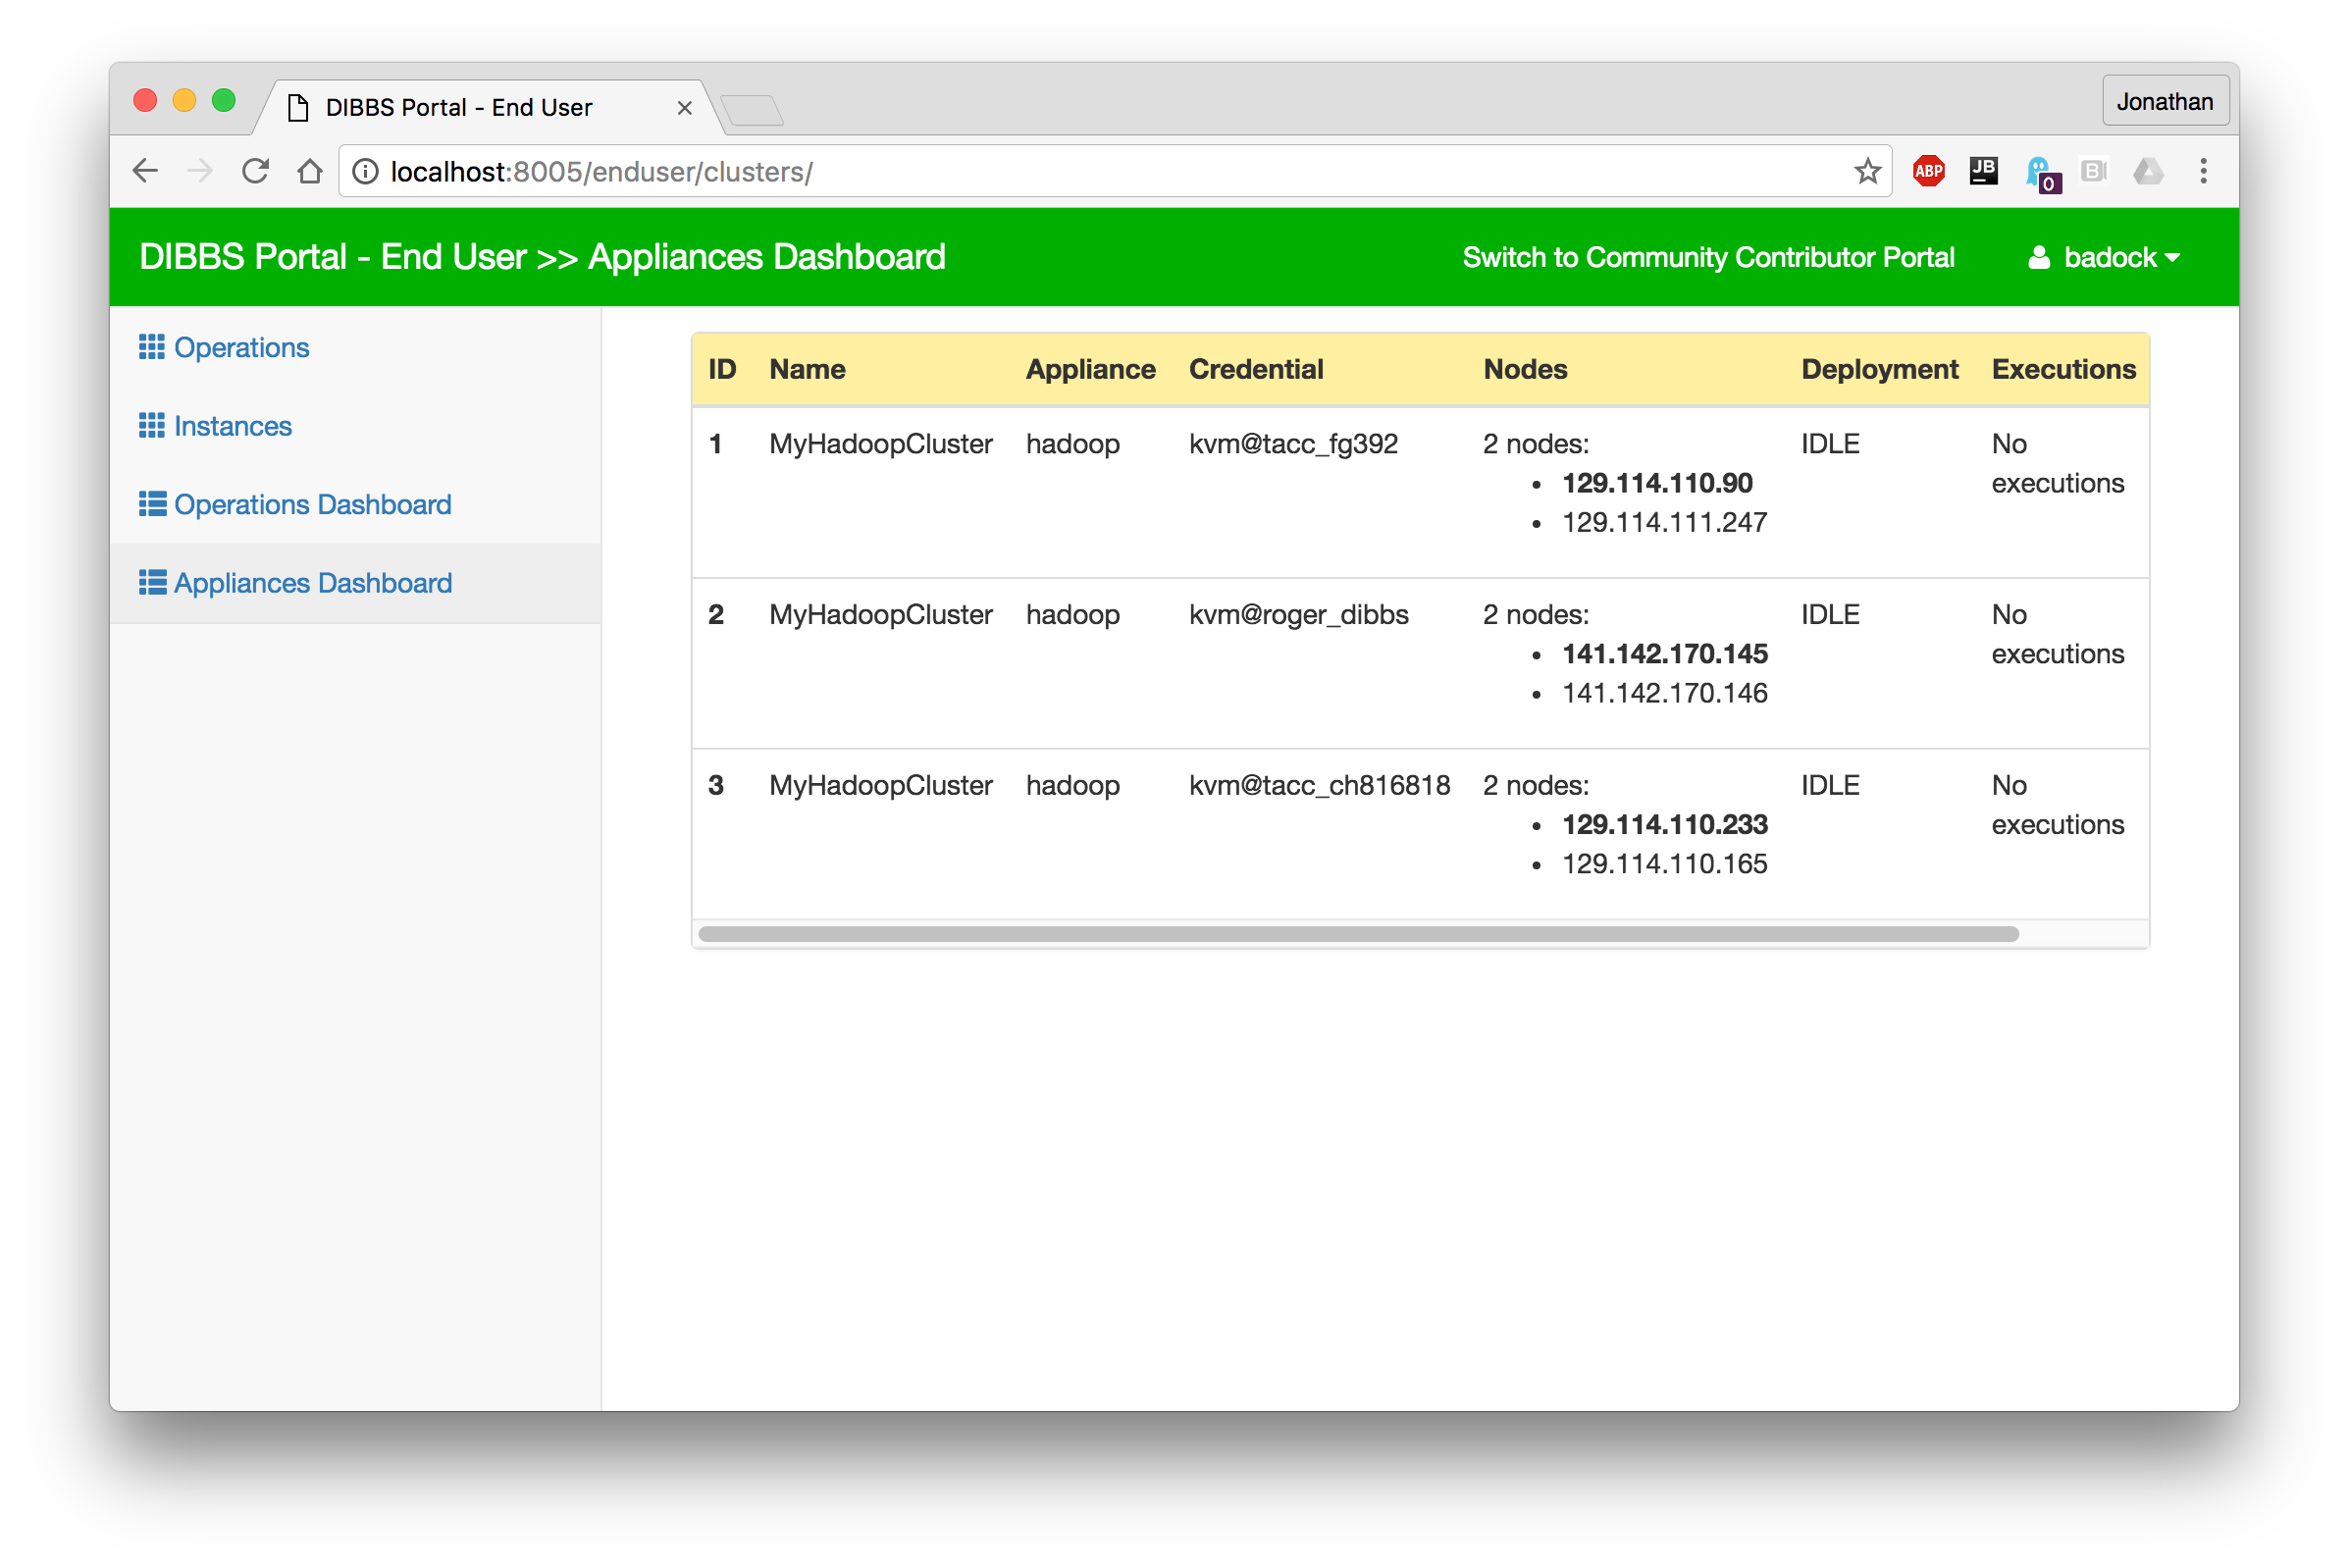 DIBBS Portal - End User
Jonathan
localhost:8005/enduser/clusters/
ABP
JB
0
B
DIBBS Portal - End User >> Appliances Dashboard
Switch to Community Contributor Portal
badock
Operations
Instances
Operations Dashboard
Appliances Dashboard
ID Name Appliance Credential Nodes Deployment Executions
1 MyHadoopCluster hadoop kvm@tacc_fg392 2 nodes: IDLE No
129.114.110.90 executions
129.114.111.247
2 MyHadoopCluster hadoop kvm@roger_dibbs 2 nodes: IDLE No
141.142.170.145 executions
141.142.170.146
3 MyHadoopCluster hadoop kvm@tacc_ch816818 2 nodes: IDLE No
129.114.110.233 executions
129.114.110.165